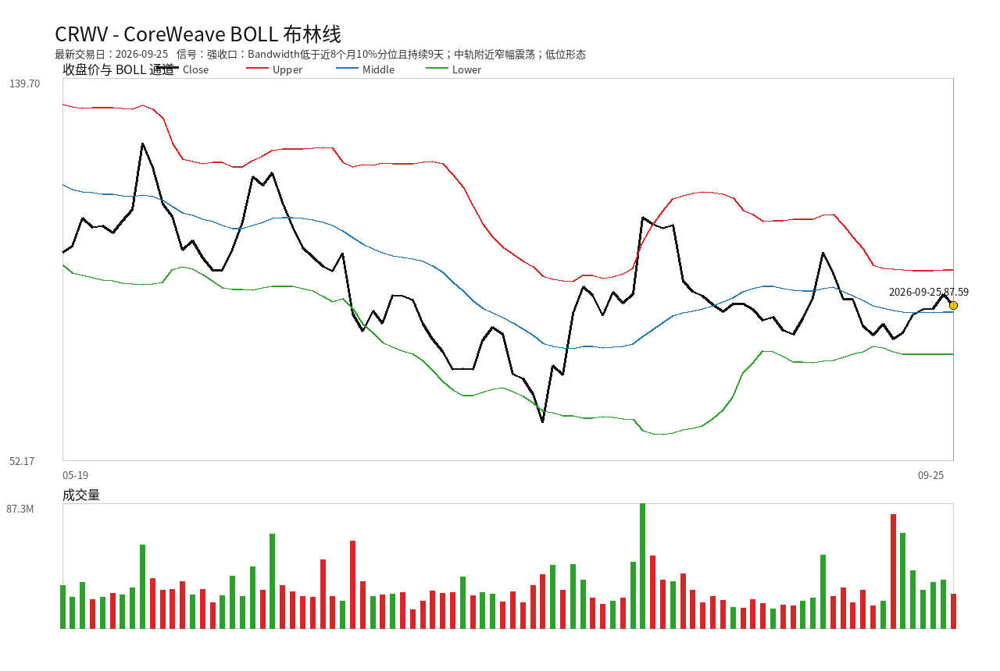 CRWV - CoreWeave BOLL 布林线
最新交易日：2026-09-25 信号：强收口：Bandwidth低于近8个月10%分位且持续9天；中轨附近窄幅震荡；低位形态
收盘价与 BOLL 通道 Close Upper Middle Lower
139.70
2026-09-25 87.59
52.17
05-19 09-25
成交量
87.3M